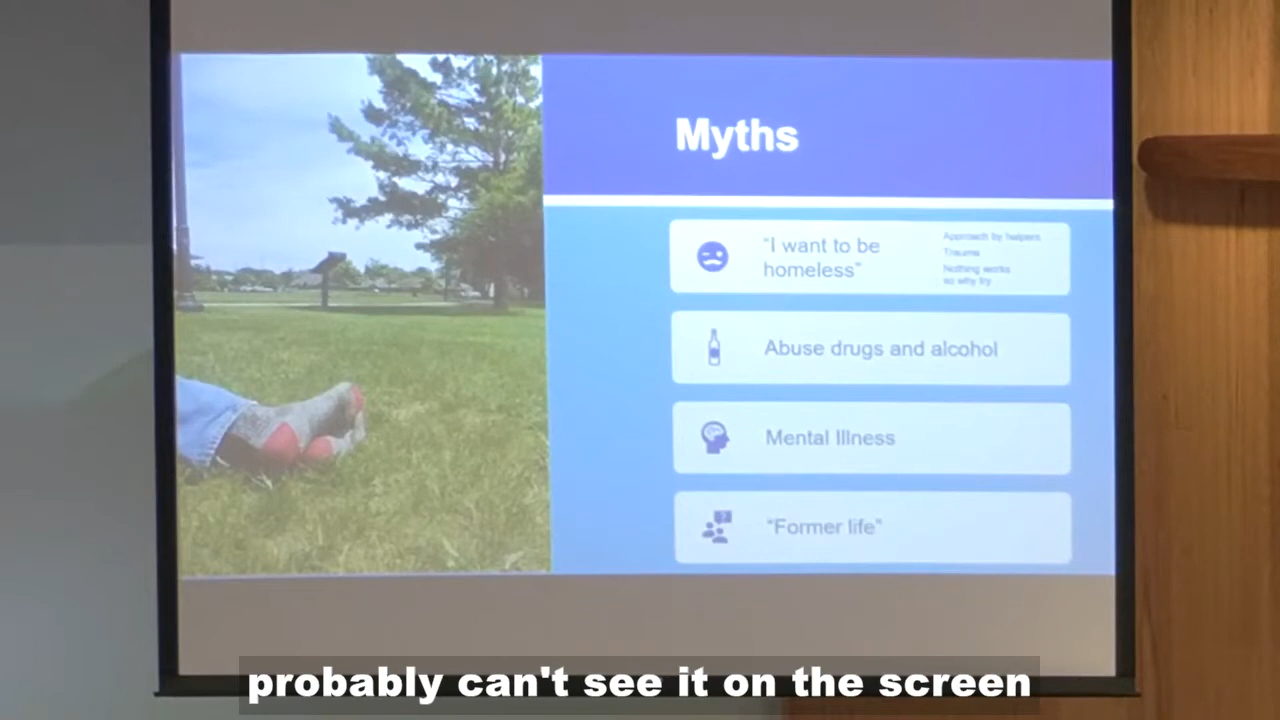 Myths
“I want to be
homeless”
Approach by helpers
Trauma
Nothing works
so why try
Abuse drugs and alcohol
Mental Illness
?
“Former life”
probably can't see it on the screen